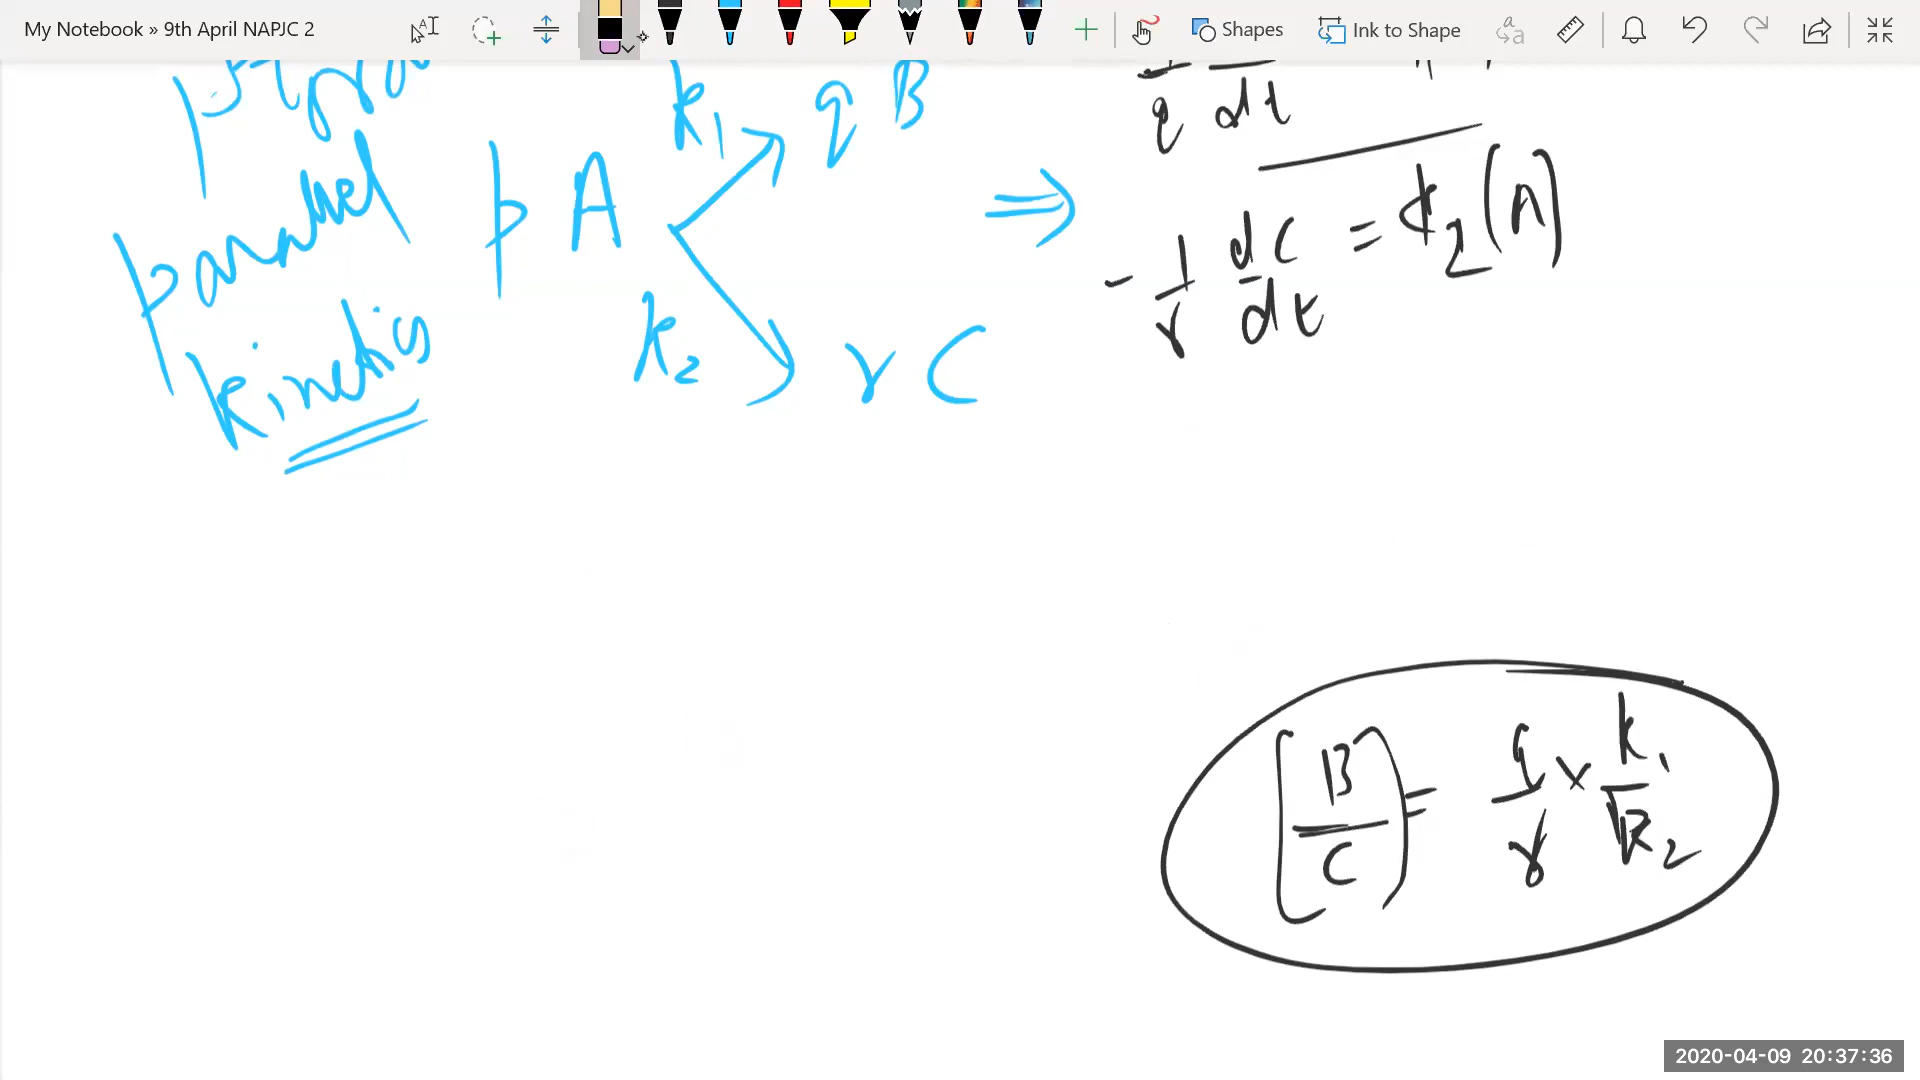 My Notebook » 9th April NAPJC 2
Shapes
Ink to Shape
parallel
kinetics
p A
k1
q B
k2
r C
⇒
q dt
- 1/r dC/dt = k2 (A)
[B/C] = q/r × k1/k2
2020-04-09 20:37:36